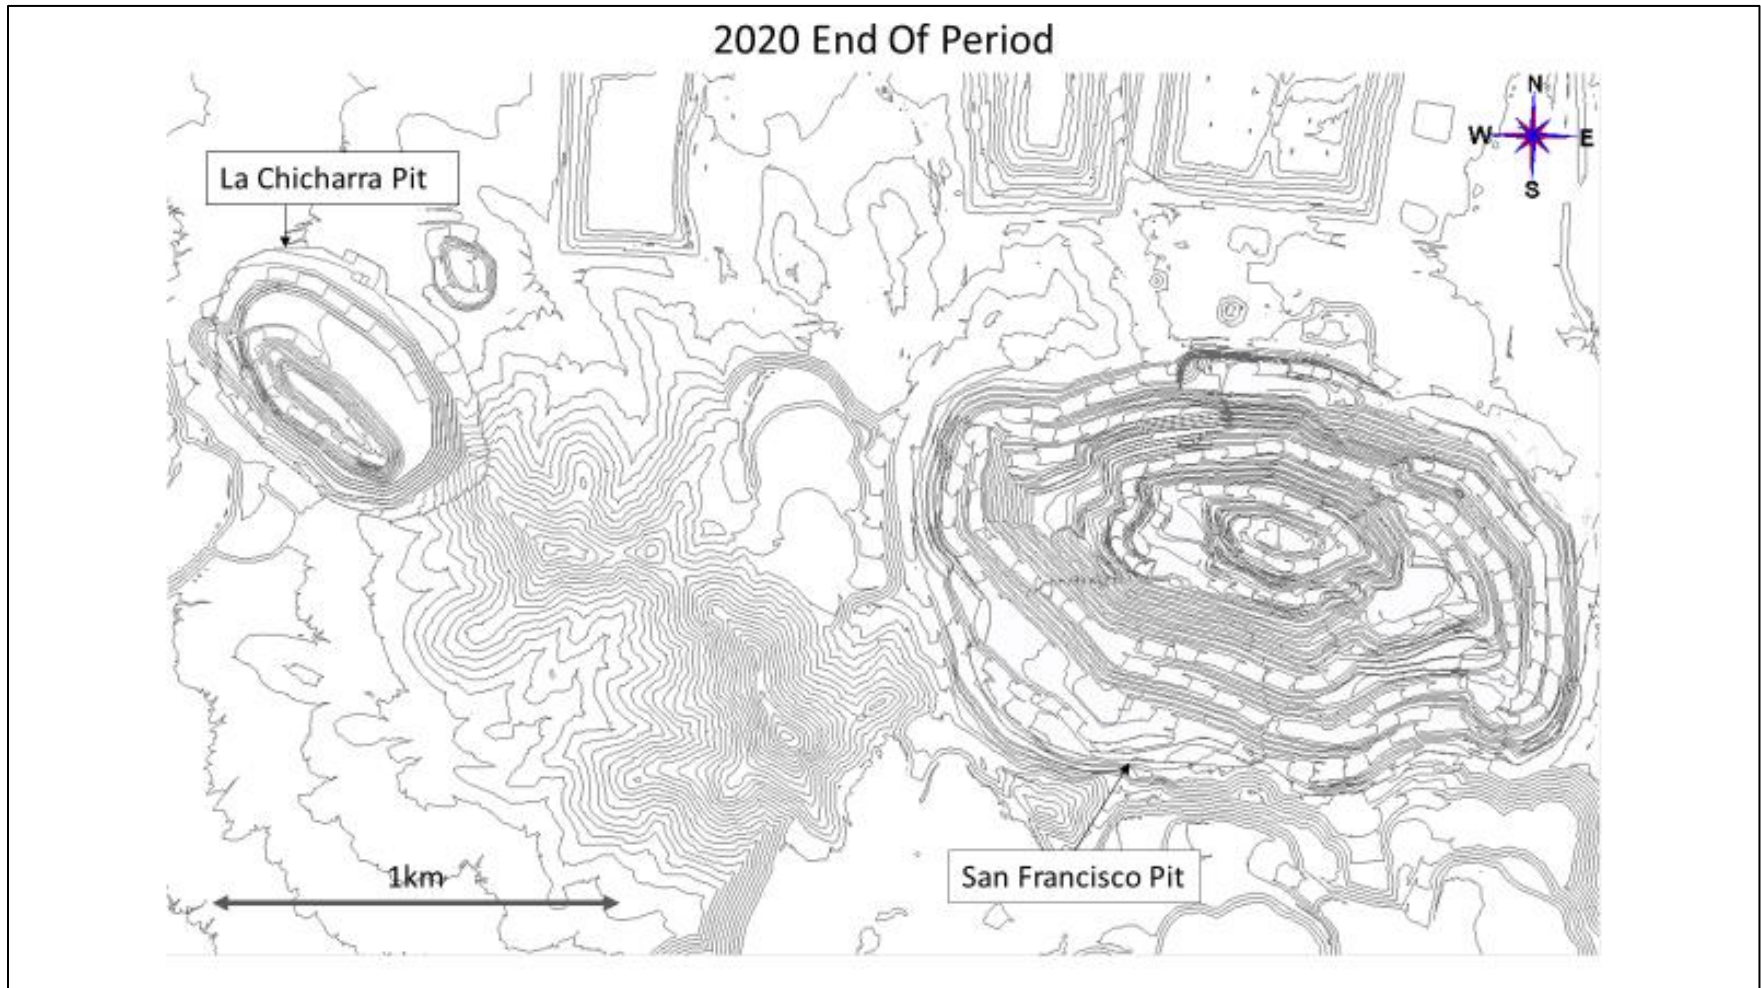 2020 End Of Period
N
W E
S
La Chicharra Pit
1km
San Francisco Pit